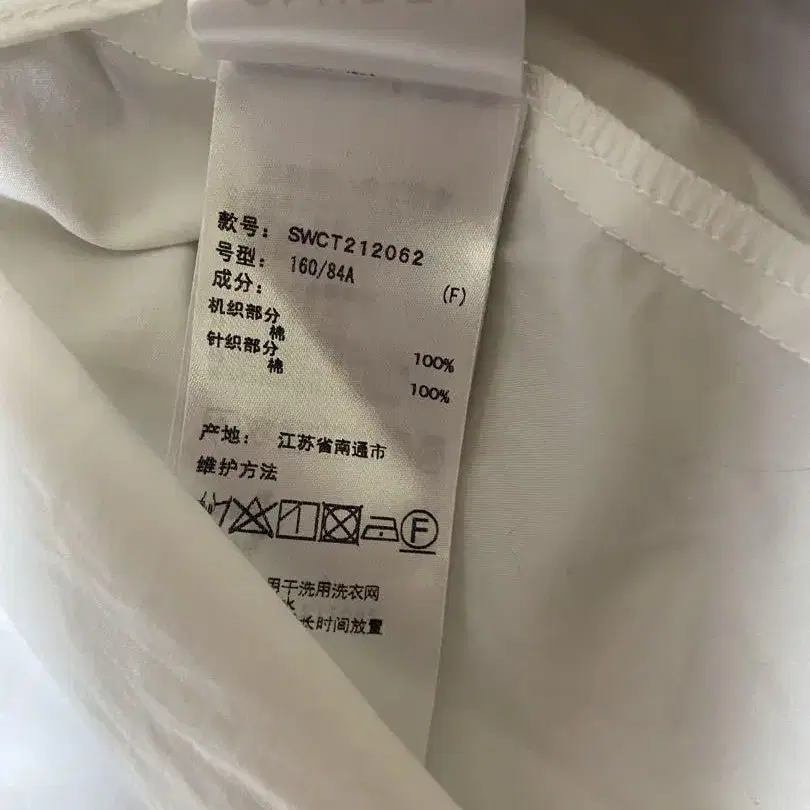 款号: SWCT212062
号型: 160/84A
(F)
成分:
机织部分
棉 100%
针织部分
棉 100%
产地: 江苏省南通市
维护方法
F
用干洗用洗衣网
水
长时间放置